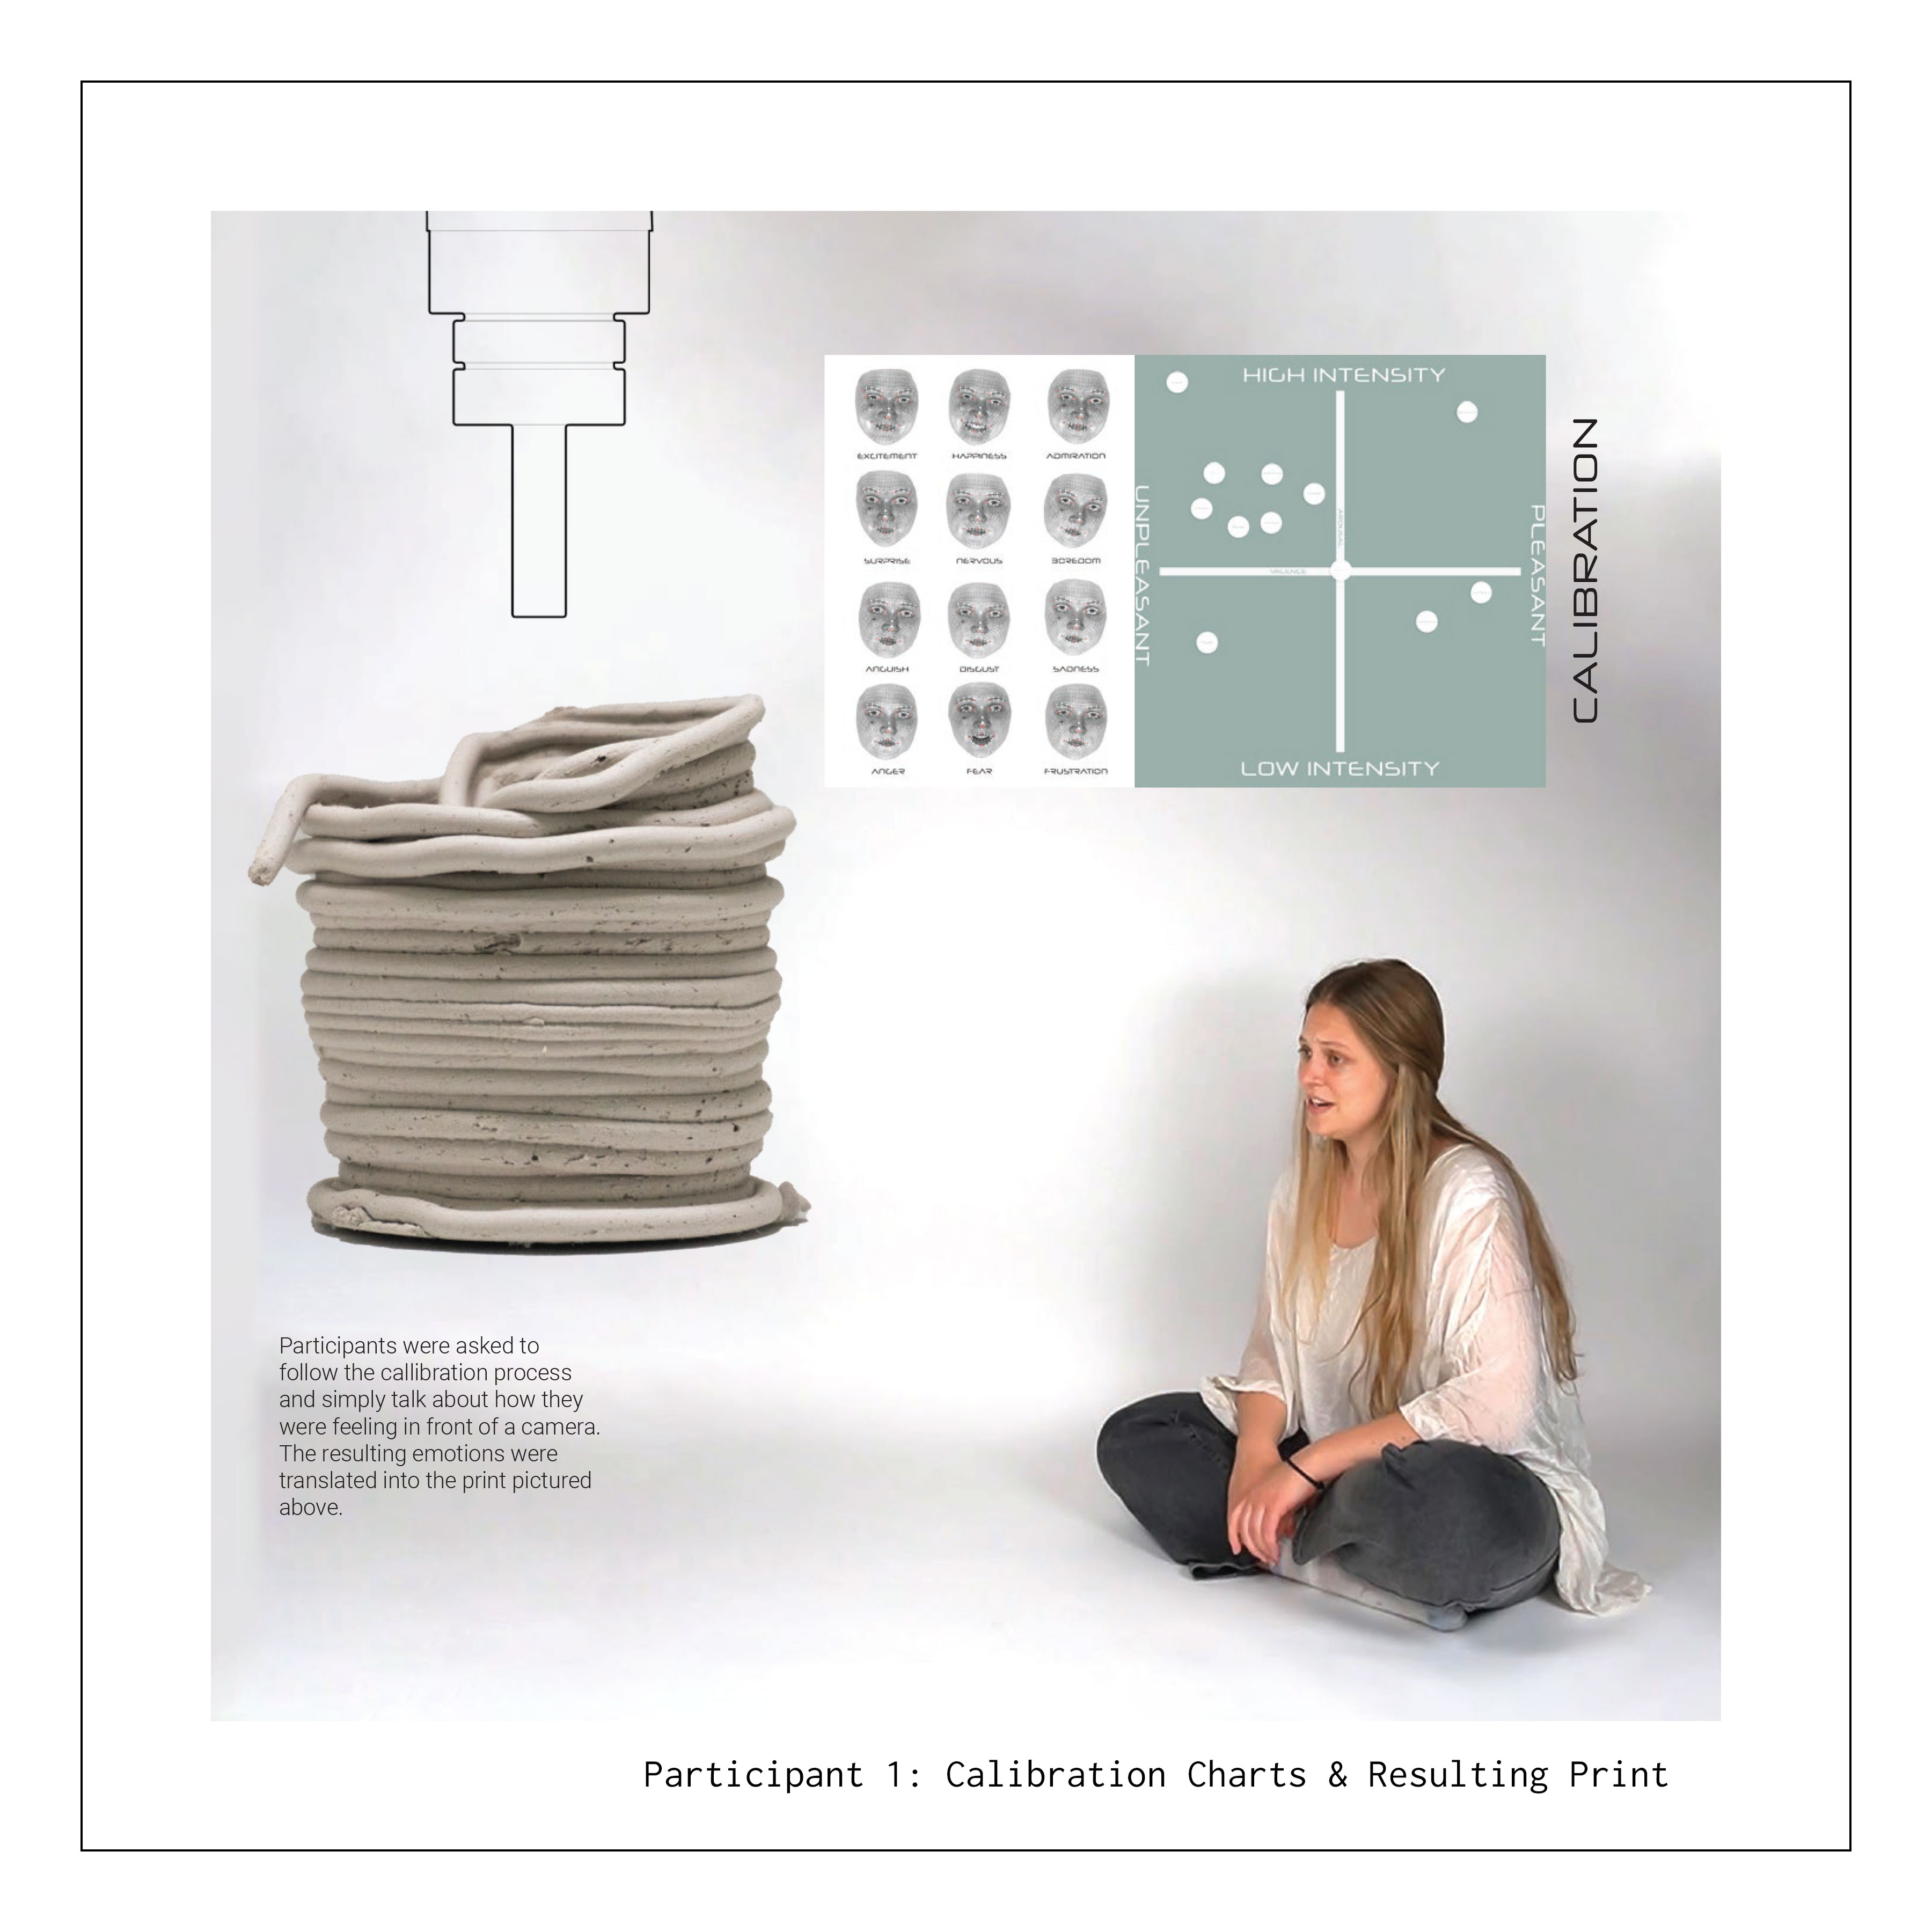 HIGH INTENSITY
EXCITEMENT HAPPINESS ADMIRATION
SURPRISE NERVOUS BOREDOM
ANGUISH DISGUST SADNESS
ANGER FEAR FRUSTRATION
UNPLEASANT
VALENCE
AROUSAL
PLEASANT
LOW INTENSITY
CALIBRATION
Participants were asked to
follow the callibration process
and simply talk about how they
were feeling in front of a camera.
The resulting emotions were
translated into the print pictured
above.
Participant 1: Calibration Charts & Resulting Print